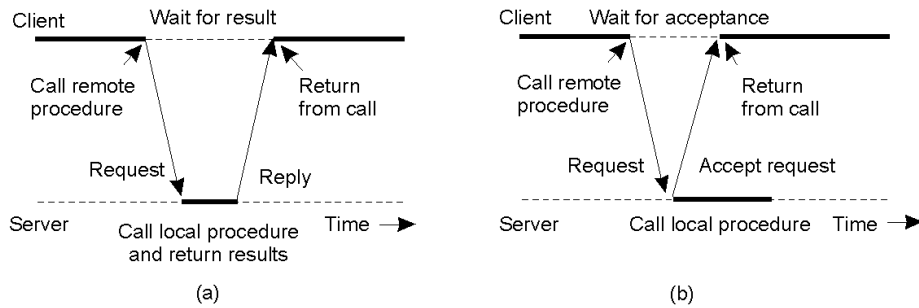 Client
Wait for result
Call remote
procedure
Return
from call
Request
Reply
Server
Call local procedure
and return results
Time
(a)
Client
Wait for acceptance
Call remote
procedure
Return
from call
Request
Accept request
Server
Call local procedure
Time
(b)